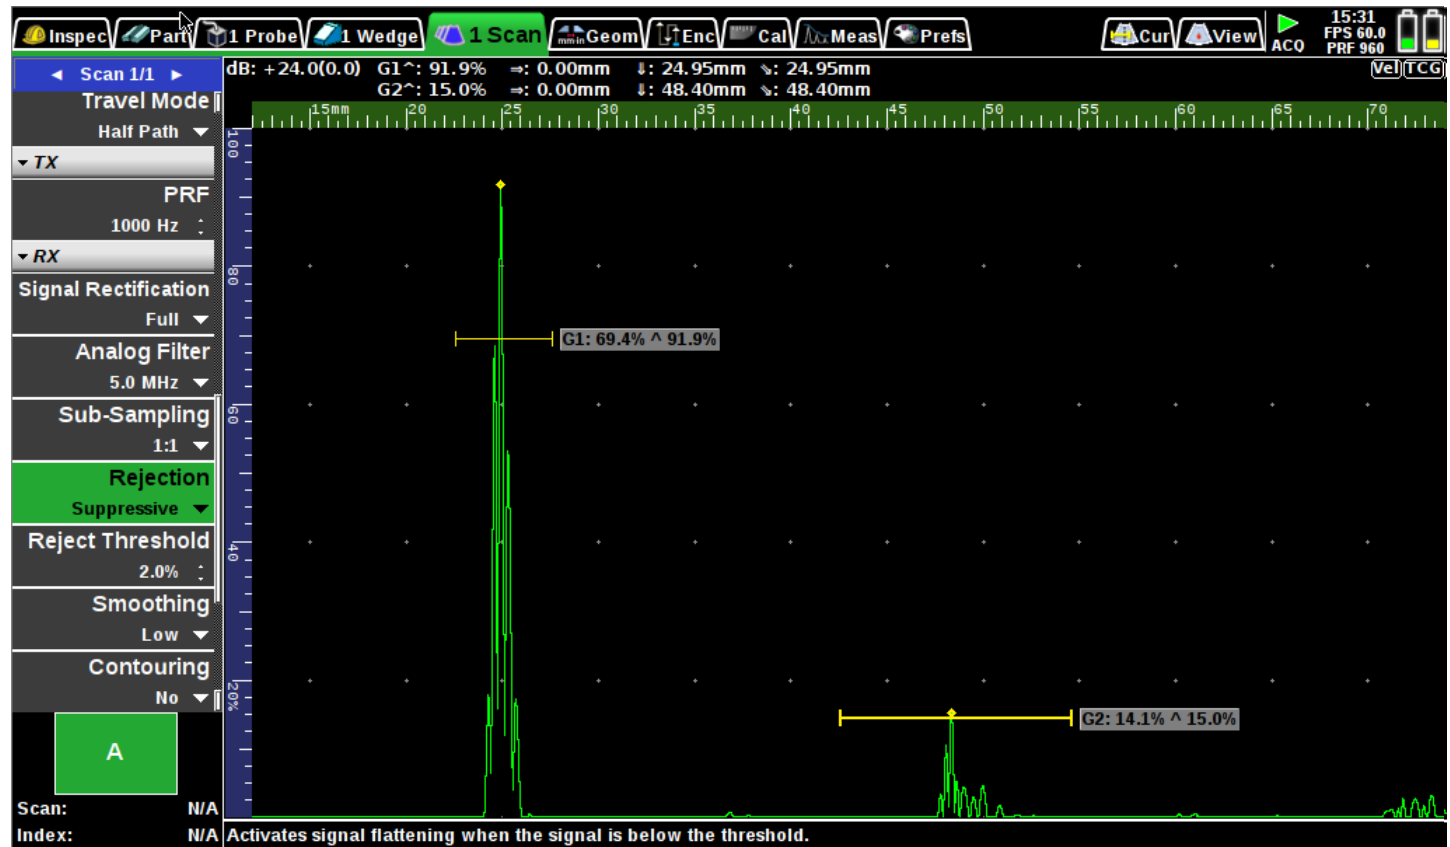 Inspec Part 1 Probe 1 Wedge 1 Scan Geom Enc Cal Meas Prefs Cur View ACQ
15:31
FPS 60.0
PRF 960
Scan 1/1
dB: +24.0(0.0) G1^: 91.9% ⇒: 0.00mm ⇓: 24.95mm ⇘: 24.95mm
Vel TCG
G2^: 15.0% ⇒: 0.00mm ⇓: 48.40mm ⇘: 48.40mm
15mm 20 25 30 35 40 45 50 55 60 65 70
100
80
60
40
20%
Travel Mode
Half Path
TX
PRF
1000 Hz
RX
Signal Rectification
Full
Analog Filter
5.0 MHz
Sub-Sampling
1:1
Rejection
Suppressive
Reject Threshold
2.0%
Smoothing
Low
Contouring
No
G1: 69.4% ^ 91.9%
G2: 14.1% ^ 15.0%
A
Scan: N/A
Index: N/A
Activates signal flattening when the signal is below the threshold.